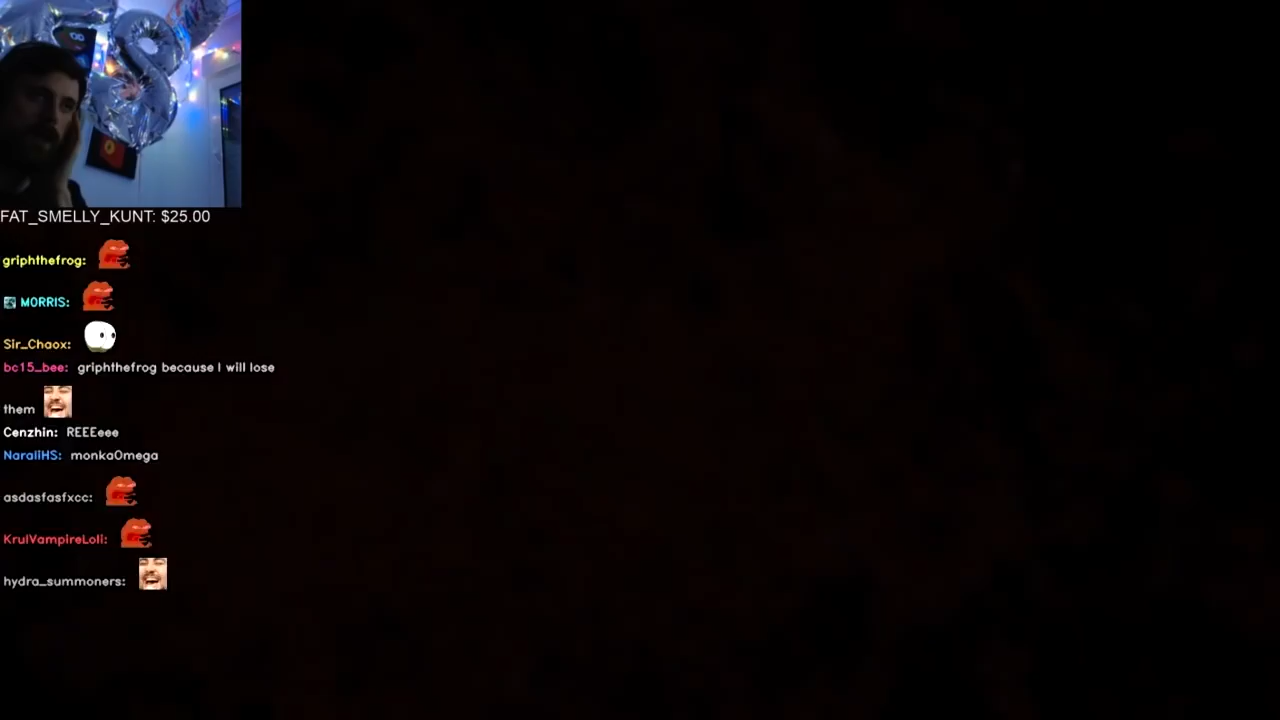 FAT_SMELLY_KUNT: $25.00
griphthefrog:
MORRIS:
Sir_Chaox:
bc15_bee: griphthefrog because I will lose
them
Cenzhin: REEEeee
NaraliHS: monkaOmega
asdasfasfxcc:
KrulVampireLoli:
hydra_summoners: